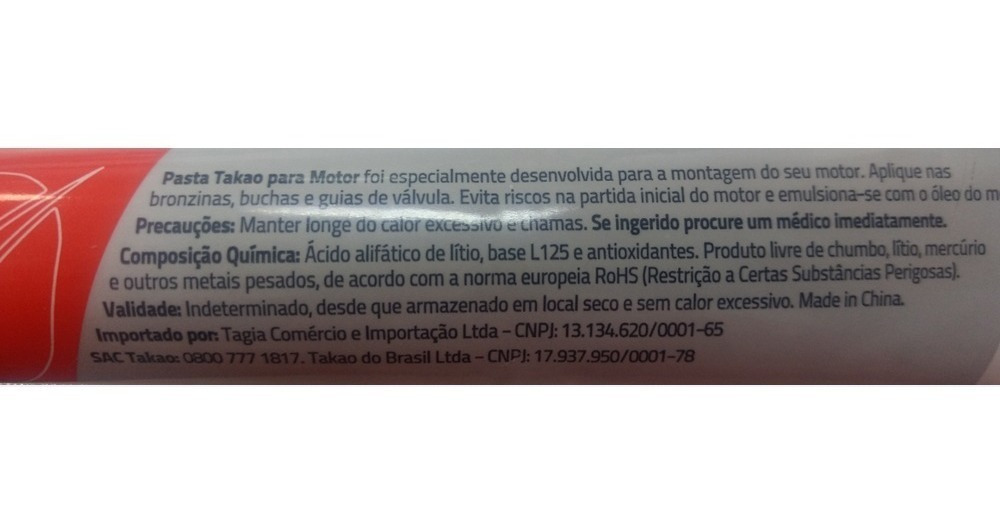 Pasta Takao para Motor foi especialmente desenvolvida para a montagem do seu motor. Aplique nas
bronzinas, buchas e guias de válvula. Evita riscos na partida inicial do motor e emulsiona-se com o óleo do m
Precauções: Manter longe do calor excessivo e chamas. Se ingerido procure um médico imediatamente.
Composição Química: Ácido alifático de lítio, base L125 e antioxidantes. Produto livre de chumbo, lítio, mercúrio
e outros metais pesados, de acordo com a norma europeia RoHS (Restrição a Certas Substâncias Perigosas).
Validade: Indeterminado, desde que armazenado em local seco e sem calor excessivo. Made in China.
Importado por: Tagia Comércio e Importação Ltda - CNPJ: 13.134.620/0001-65
SAC Takao: 0800 777 1817. Takao do Brasil Ltda - CNPJ: 17.937.950/0001-78